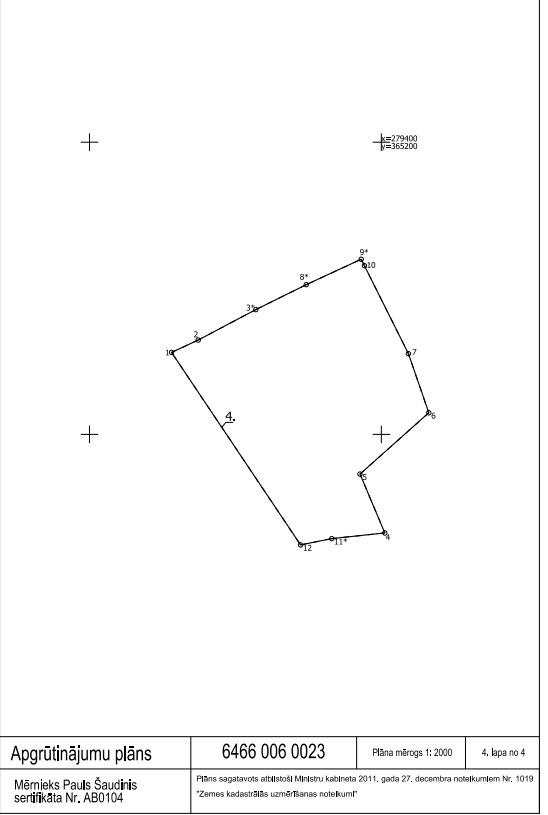 x=279400
y=365200
9*
10
8*
3*
2
1
7
4.
6
5
4
11*
12
Apgrūtinājumu plāns
6466 006 0023
Plāna mērogs 1: 2000
4. lapa no 4
Mērnieks Pauls Šaudinis
sertifikāta Nr. AB0104
Plāns sagatavots atbilstoši Ministru kabineta 2011. gada 27. decembra noteikumiem Nr. 1019
"Zemes kadastrālās uzmērīšanas noteikumi"